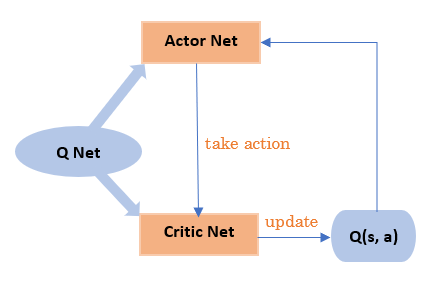 Actor Net
take action
Q Net
Critic Net
update
Q(s, a)